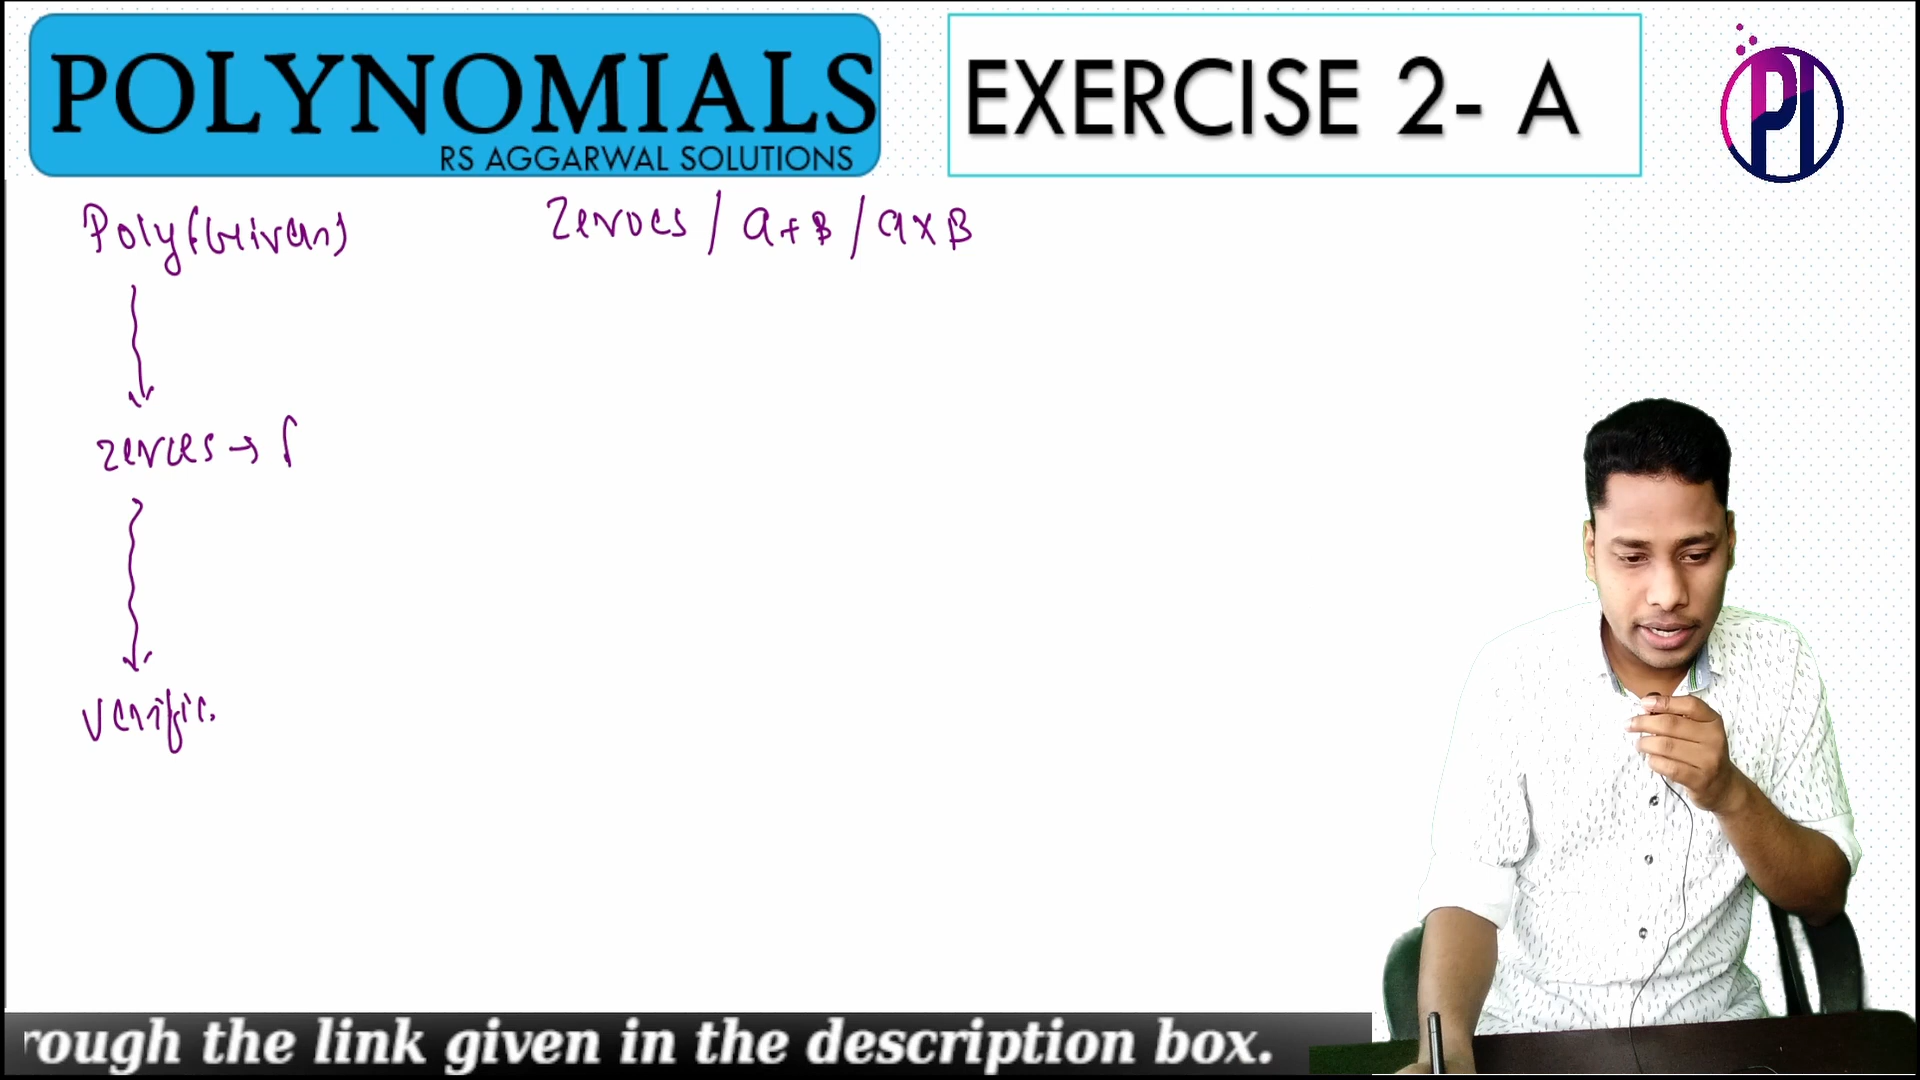 POLYNOMIALS
RS AGGARWAL SOLUTIONS
EXERCISE 2- A
PI
Poly(Given)
Zeroes / α+β / α×β
zeroes → f
verific.
rough the link given in the description box.